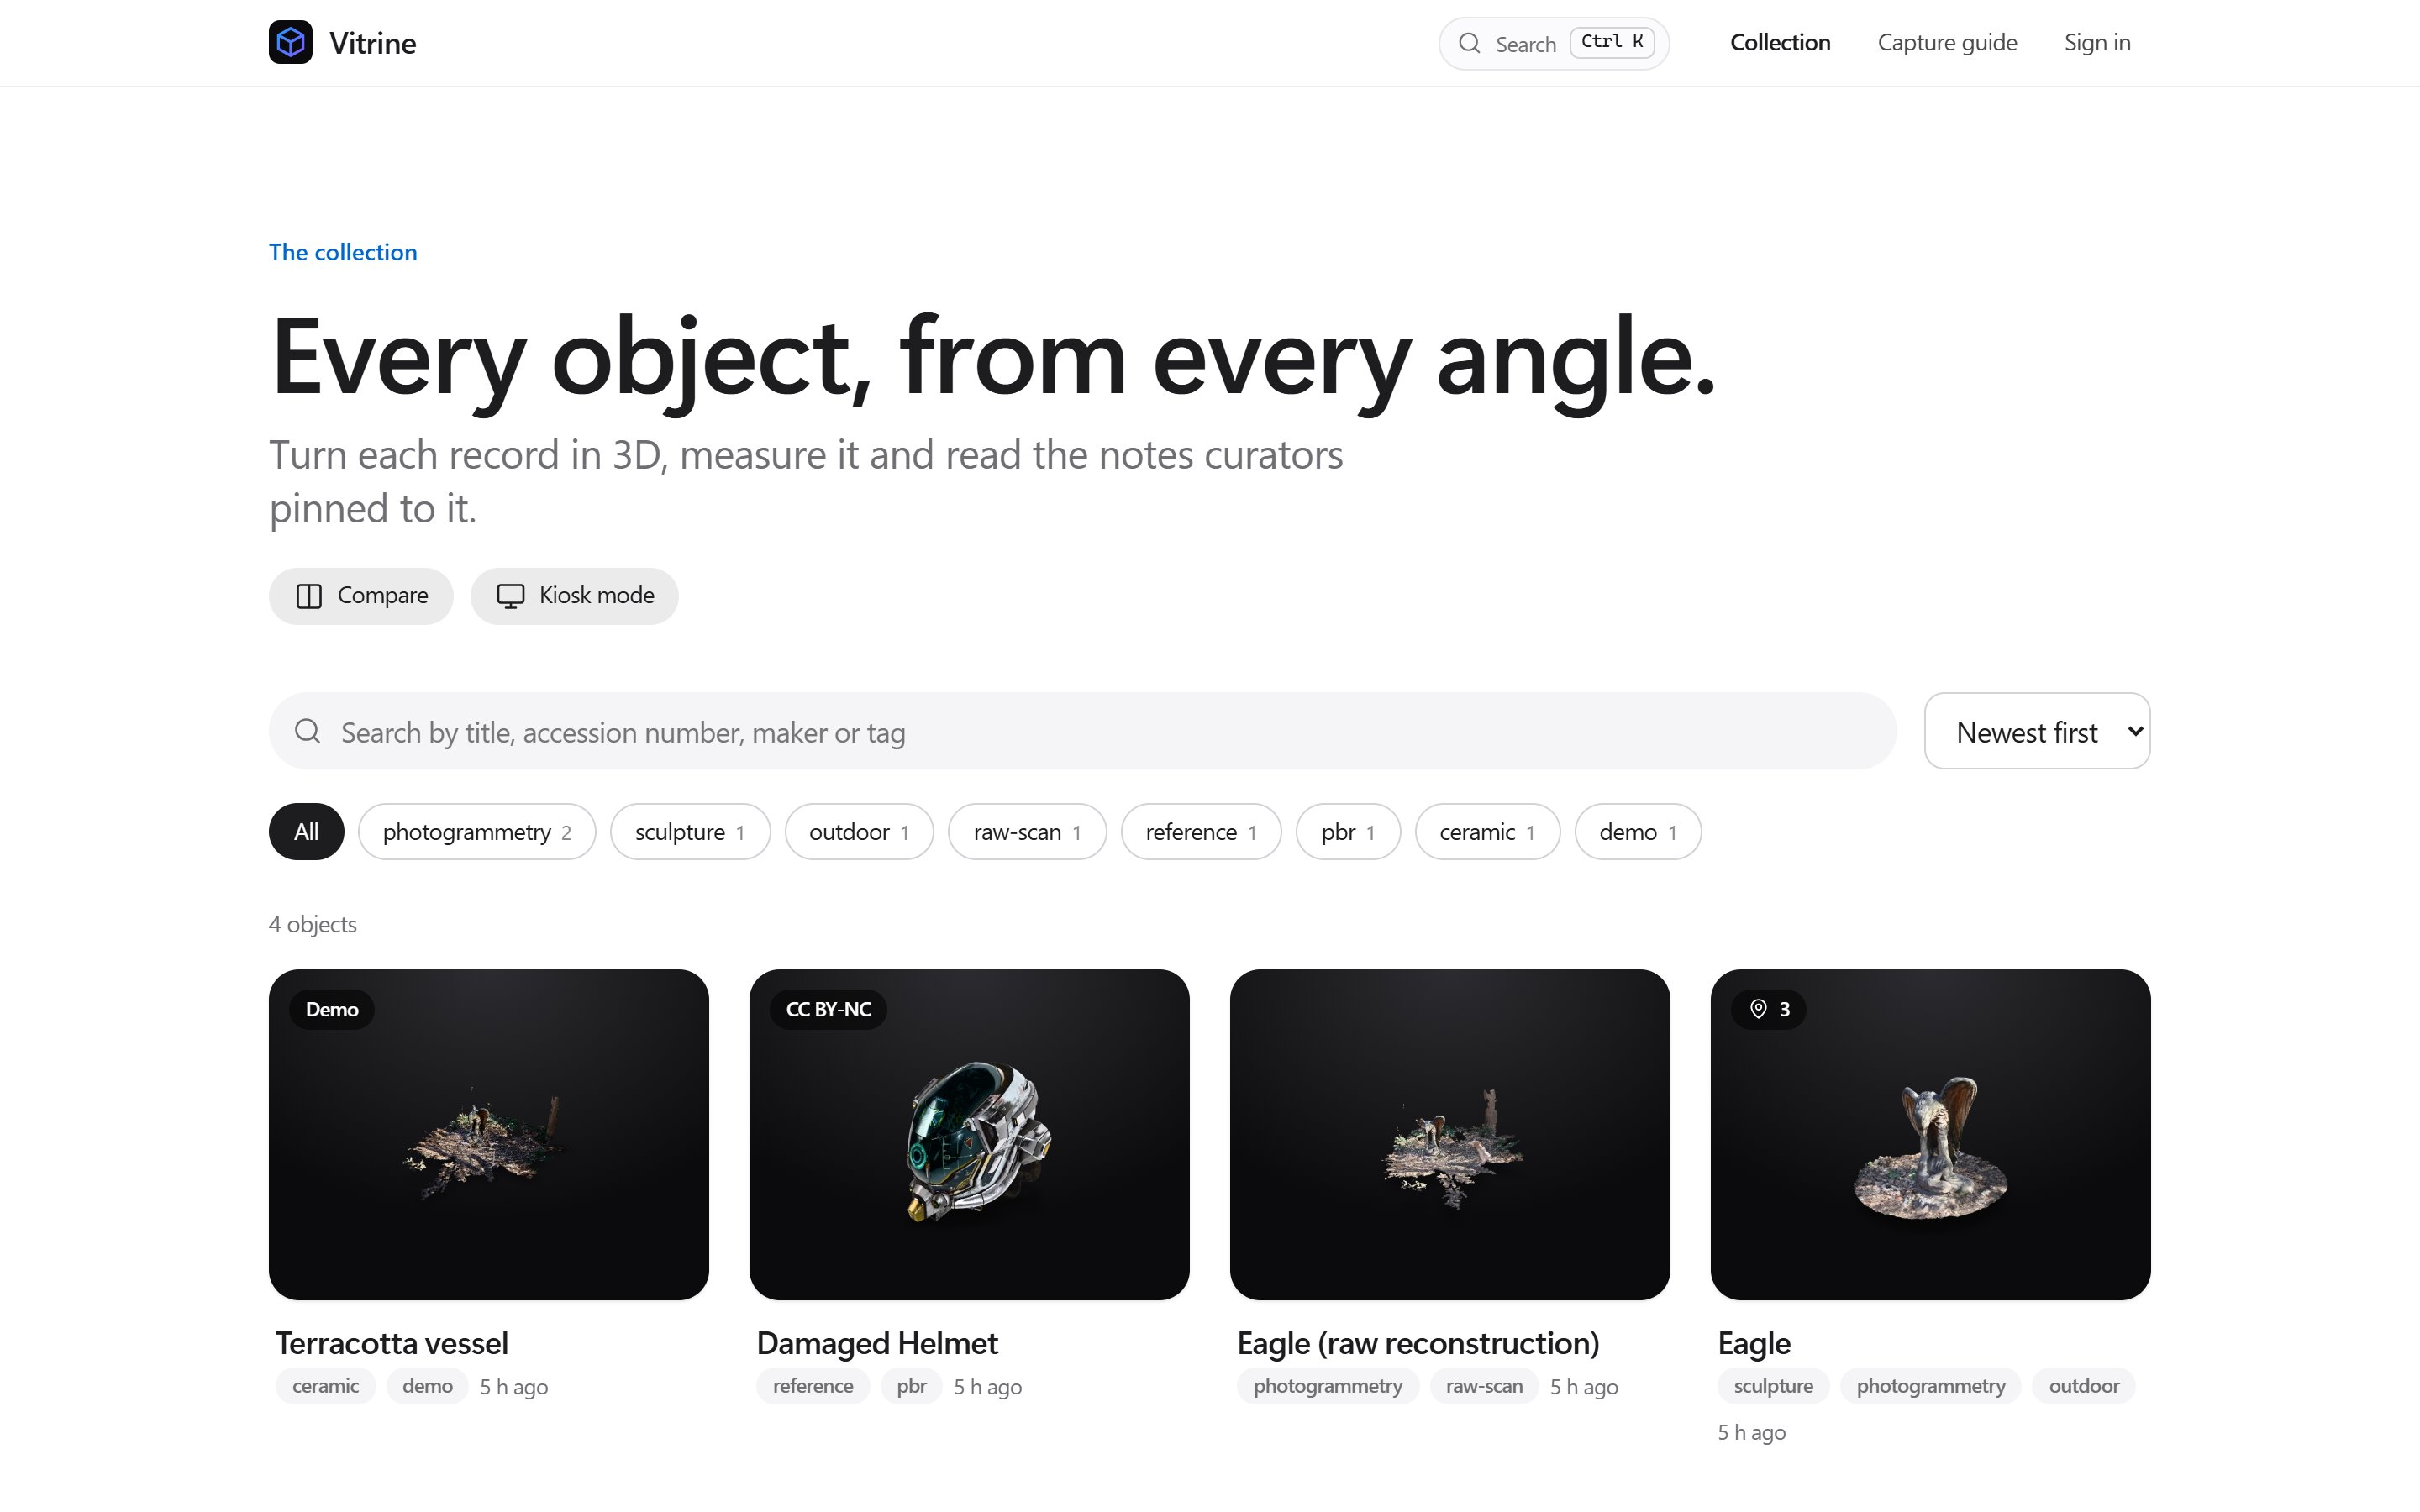 Vitrine
Search Ctrl K
Collection
Capture guide
Sign in
The collection
Every object, from every angle.
Turn each record in 3D, measure it and read the notes curators
pinned to it.
Compare
Kiosk mode
Search by title, accession number, maker or tag
Newest first
All
photogrammetry 2
sculpture 1
outdoor 1
raw-scan 1
reference 1
pbr 1
ceramic 1
demo 1
4 objects
Demo
CC BY-NC
3
Terracotta vessel
ceramic demo 5 h ago
Damaged Helmet
reference pbr 5 h ago
Eagle (raw reconstruction)
photogrammetry raw-scan 5 h ago
Eagle
sculpture photogrammetry outdoor
5 h ago